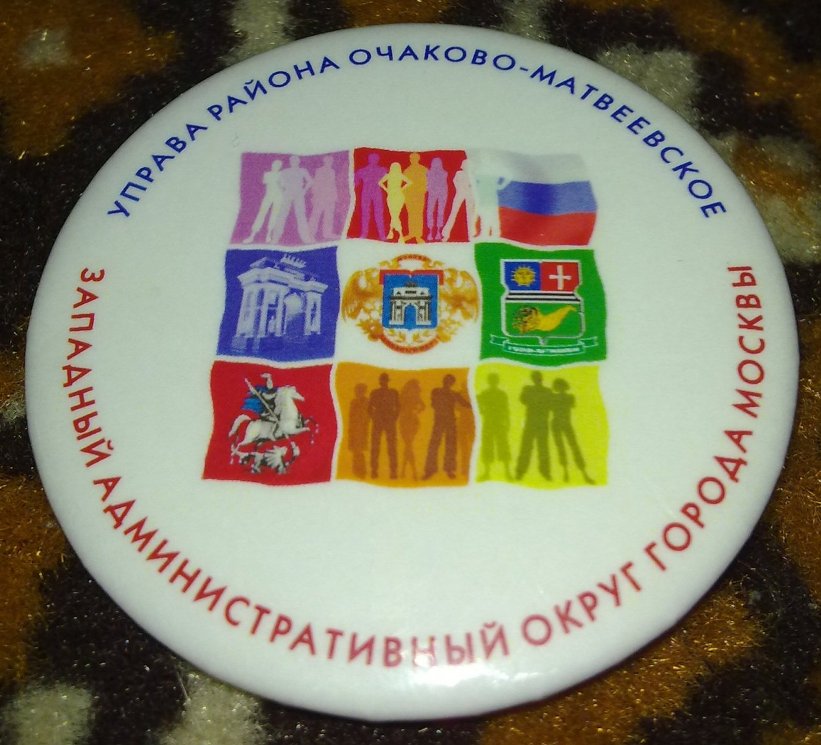 УПРАВА РАЙОНА ОЧАКОВО-МАТВЕЕВСКОЕ
ЗАПАДНЫЙ АДМИНИСТРАТИВНЫЙ ОКРУГ ГОРОДА МОСКВЫ